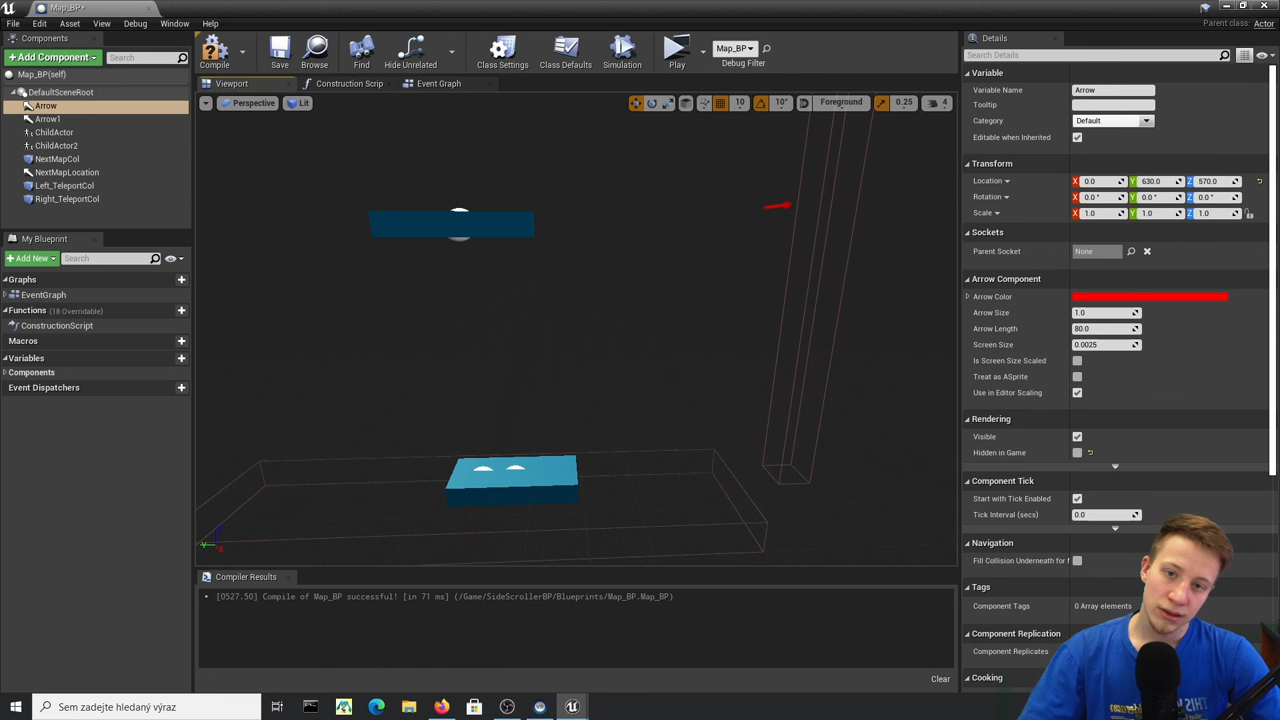 Map_BP*
File Edit Asset View Debug Window Help
Parent class: Actor
Components
Add Component Search
Map_BP(self)
DefaultSceneRoot
Arrow
Arrow1
ChildActor
ChildActor2
NextMapCol
NextMapLocation
Left_TeleportCol
Right_TeleportCol
My Blueprint
Add New Search
Graphs
EventGraph
Functions (18 Overridable)
ConstructionScript
Macros
Variables
Components
Event Dispatchers
Compile Save Browse Find Hide Unrelated Class Settings Class Defaults Simulation Play
Map_BP
Debug Filter
Viewport Construction Scrip Event Graph
Perspective Lit 10 10° Foreground 0.25 4
Compiler Results
[0527.50] Compile of Map_BP successful! [in 71 ms] (/Game/SideScrollerBP/Blueprints/Map_BP.Map_BP)
Clear
Details
Search Details
Variable
Variable Name Arrow
Tooltip
Category Default
Editable when Inherited
Transform
Location X 0.0 Y 630.0 Z 570.0
Rotation X 0.0 ° Y 0.0 ° Z 0.0 °
Scale X 1.0 Y 1.0 Z 1.0
Sockets
Parent Socket None
Arrow Component
Arrow Color
Arrow Size 1.0
Arrow Length 80.0
Screen Size 0.0025
Is Screen Size Scaled
Treat as ASprite
Use in Editor Scaling
Rendering
Visible
Hidden in Game
Component Tick
Start with Tick Enabled
Tick Interval (secs) 0.0
Navigation
Fill Collision Underneath for
Tags
Component Tags 0 Array elements
Component Replication
Component Replicates
Cooking
Sem zadejte hledaný výraz